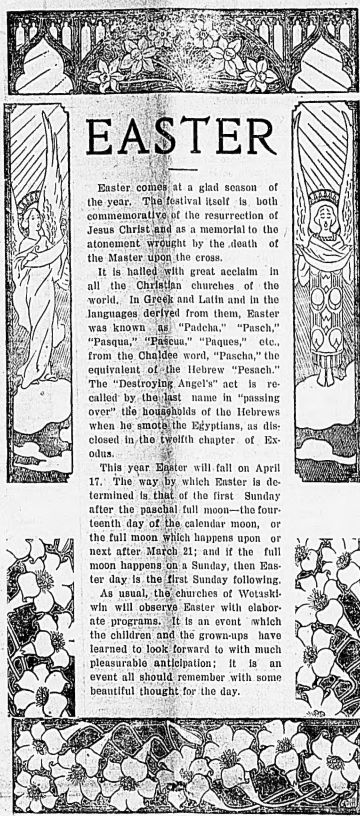 EASTER
Easter comes at a glad season of
the year. The festival itself is both
commemorative of the resurrection of
Jesus Christ and as a memorial to the
atonement wrought by the death of
the Master upon the cross.
It is hailed with great acclaim in
all the Christian churches of the
world. In Greek and Latin and in the
languages derived from them, Easter
was known as "Padcha," "Pasch,"
"Pasqua," "Pascua," "Paques," etc.,
from the Chaldee word, "Pascha," the
equivalent of the Hebrew "Pesach."
The "Destroying Angel's" act is re-
called by the last name in "passing
over" the households of the Hebrews
when he smote the Egyptians, as dis-
closed in the twelfth chapter of Ex-
odus.
This year Easter will fall on April
17. The way by which Easter is de-
termined is that of the first Sunday
after the paschal full moon—the four-
teenth day of the calendar moon, or
the full moon which happens upon or
next after March 21; and if the full
moon happens on a Sunday, then Eas-
ter day is the first Sunday following.
As usual, the churches of Wetaski-
win will observe Easter with elabor-
ate programs. It is an event which
the children and the grown-ups have
learned to look forward to with much
pleasurable anticipation; it is an
event all should remember with some
beautiful thought for the day.